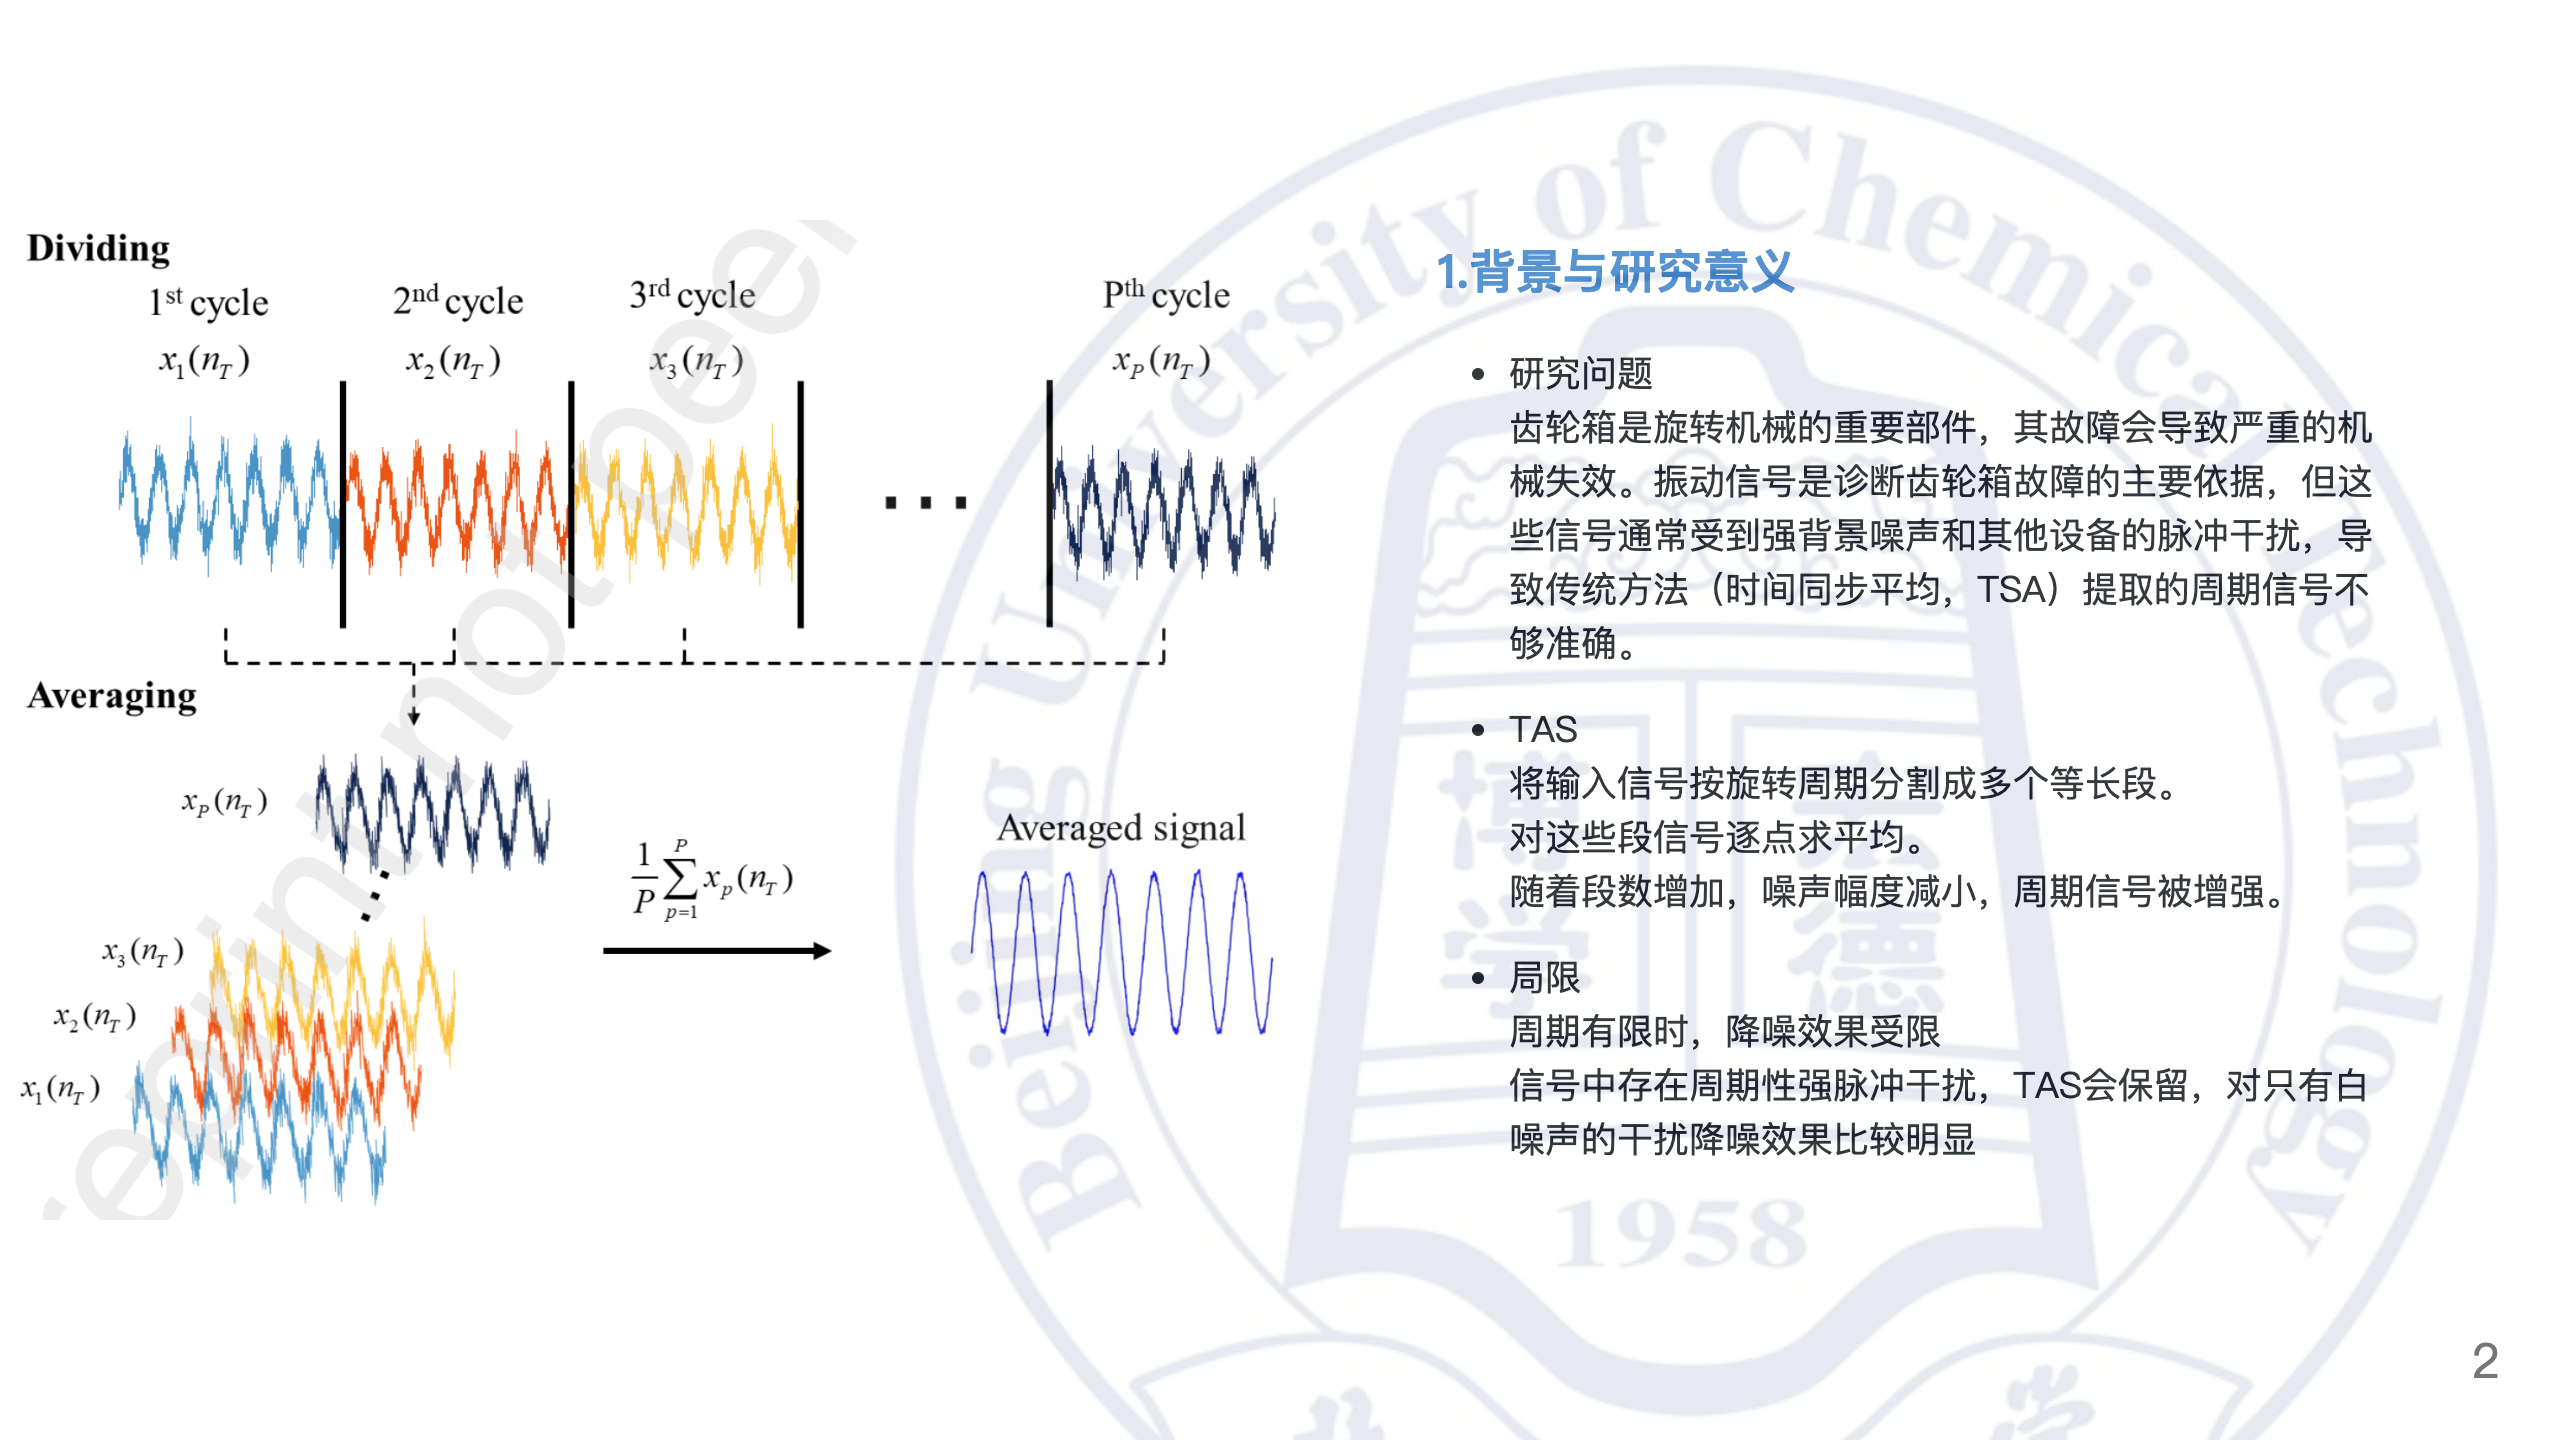 Dividing
1st cycle
2nd cycle
3rd cycle
Pth cycle
x1(nT)
x2(nT)
x3(nT)
xP(nT)
Averaging
xP(nT)
x3(nT)
x2(nT)
x1(nT)
1/P ∑ p=1 P xp(nT)
Averaged signal
1.背景与研究意义
• 研究问题
齿轮箱是旋转机械的重要部件，其故障会导致严重的机
械失效。振动信号是诊断齿轮箱故障的主要依据，但这
些信号通常受到强背景噪声和其他设备的脉冲干扰，导
致传统方法（时间同步平均，TSA）提取的周期信号不
够准确。
• TAS
将输入信号按旋转周期分割成多个等长段。
对这些段信号逐点求平均。
随着段数增加，噪声幅度减小，周期信号被增强。
• 局限
周期有限时，降噪效果受限
信号中存在周期性强脉冲干扰，TAS会保留，对只有白
噪声的干扰降噪效果比较明显
2
eprint not peer
Beijing University of Chemical Technology
博学
德
1958